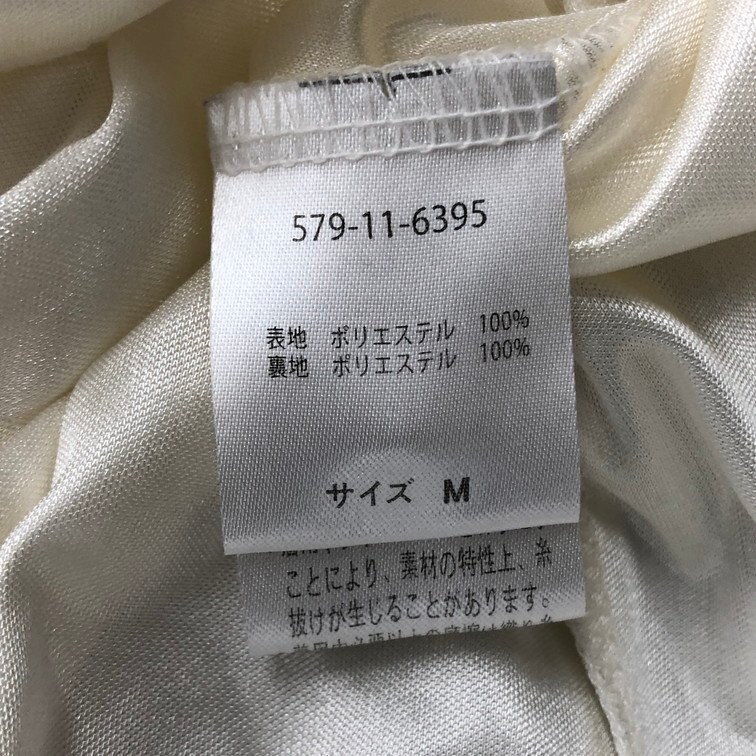 579-11-6395
表地 ポリエステル 100%
裏地 ポリエステル 100%
サイズ M
ことにより、素材の特性上、糸
抜けが生じることがあります。